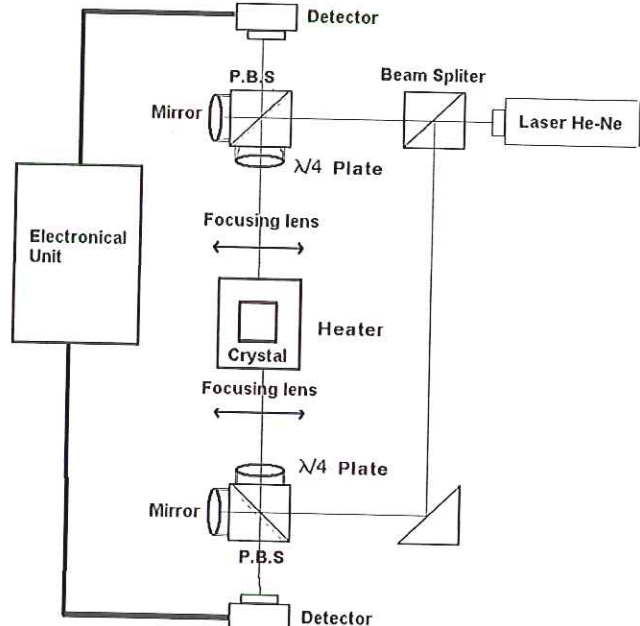 Detector
P.B.S
Beam Spliter
Mirror
Laser He-Ne
λ/4 Plate
Focusing lens
Electronical
Unit
Heater
Crystal
Focusing lens
λ/4 Plate
Mirror
P.B.S
Detector